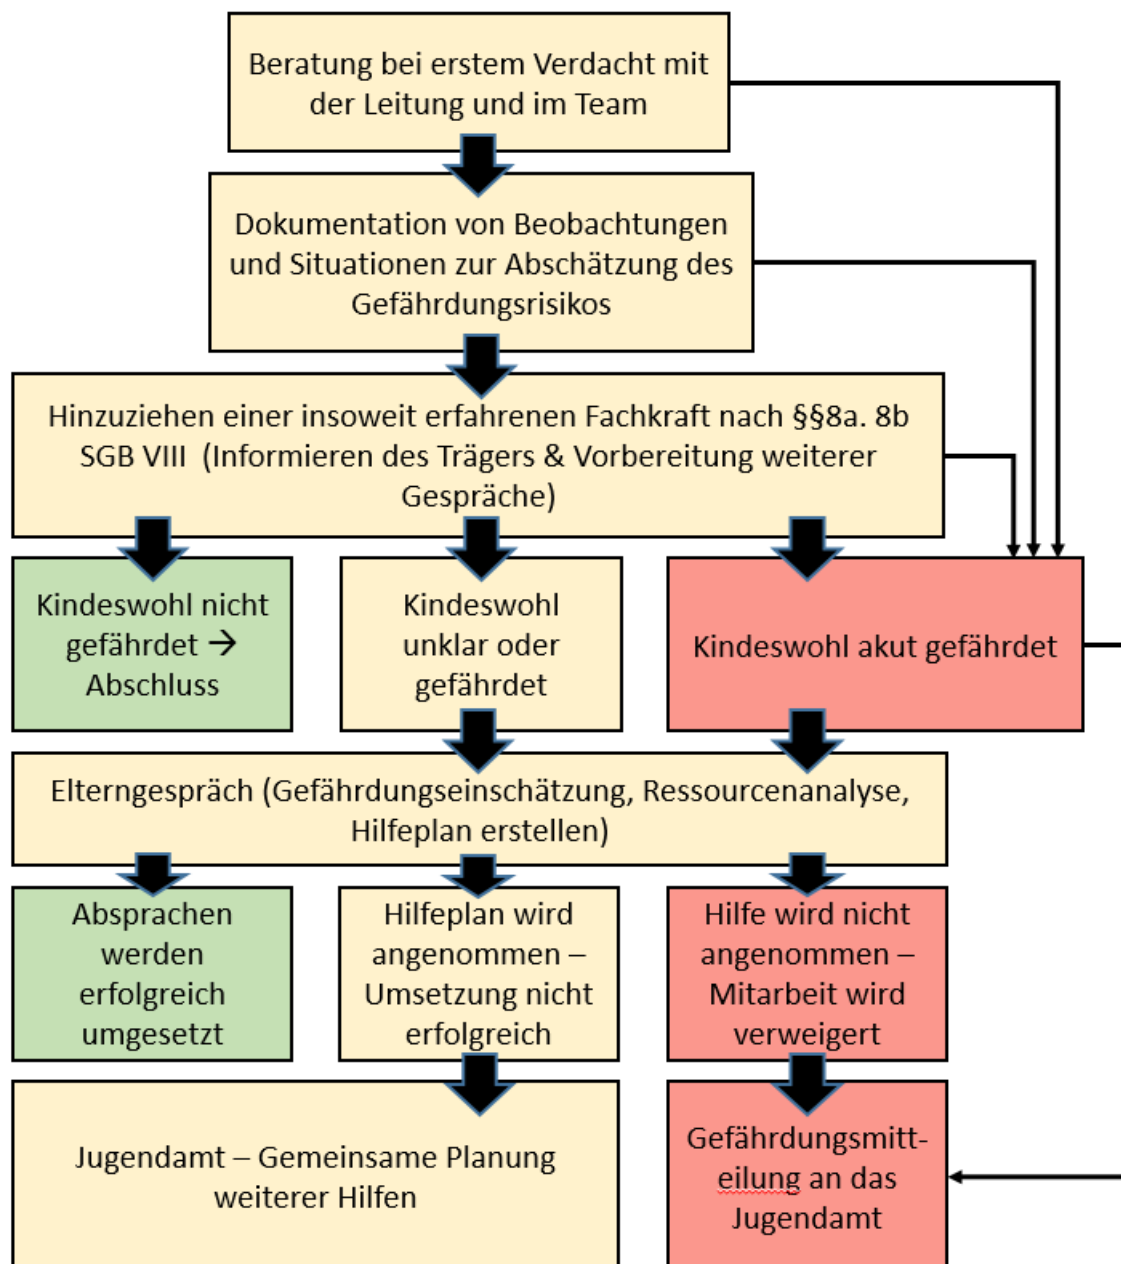 Beratung bei erstem Verdacht mit
der Leitung und im Team
Dokumentation von Beobachtungen
und Situationen zur Abschätzung des
Gefährdungsrisikos
Hinzuziehen einer insoweit erfahrenen Fachkraft nach §§8a. 8b
SGB VIII (Informieren des Trägers & Vorbereitung weiterer
Gespräche)
Kindeswohl nicht
gefährdet →
Abschluss
Kindeswohl
unklar oder
gefährdet
Kindeswohl akut gefährdet
Elterngespräch (Gefährdungseinschätzung, Ressourcenanalyse,
Hilfeplan erstellen)
Absprachen
werden
erfolgreich
umgesetzt
Hilfeplan wird
angenommen –
Umsetzung nicht
erfolgreich
Hilfe wird nicht
angenommen –
Mitarbeit wird
verweigert
Jugendamt – Gemeinsame Planung
weiterer Hilfen
Gefährdungsmitt-
eilung an das
Jugendamt